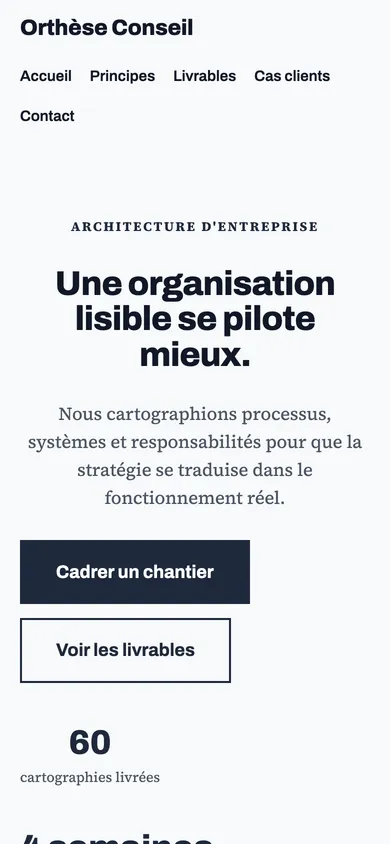 Orthèse Conseil
Accueil Principes Livrables Cas clients
Contact
ARCHITECTURE D'ENTREPRISE
Une organisation
lisible se pilote
mieux.
Nous cartographions processus,
systèmes et responsabilités pour que la
stratégie se traduise dans le
fonctionnement réel.
Cadrer un chantier
Voir les livrables
60
cartographies livrées
4 semaines